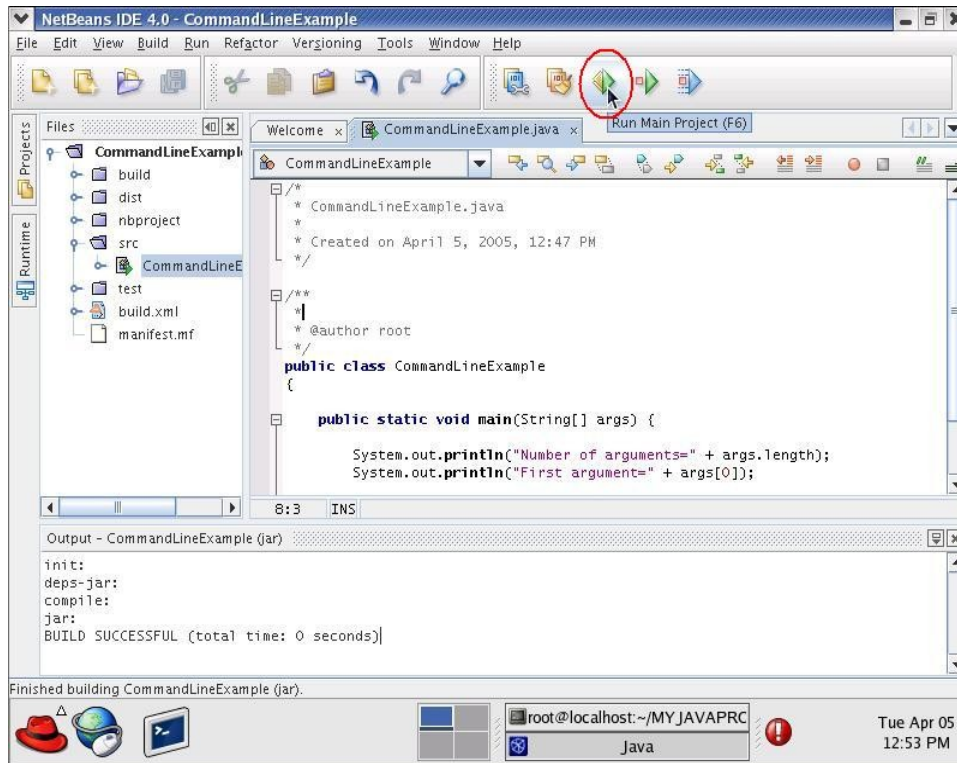 NetBeans IDE 4.0 - CommandLineExample
File Edit View Build Run Refactor Versioning Tools Window Help
Run Main Project (F6)
Projects
Runtime
Files
CommandLineExampl
build
dist
nbproject
src
CommandLineE
test
build.xml
manifest.mf
Welcome x CommandLineExample.java x
CommandLineExample
/*
* CommandLineExample.java
*
* Created on April 5, 2005, 12:47 PM
*/
/**
*
* @author root
*/
public class CommandLineExample
{
public static void main(String[] args) {
System.out.println("Number of arguments=" + args.length);
System.out.println("First argument=" + args[0]);
8:3 INS
Output - CommandLineExample (jar)
init:
deps-jar:
compile:
jar:
BUILD SUCCESSFUL (total time: 0 seconds)
Finished building CommandLineExample (jar).
root@localhost:~/MYJAVAPRC
Java
Tue Apr 05
12:53 PM